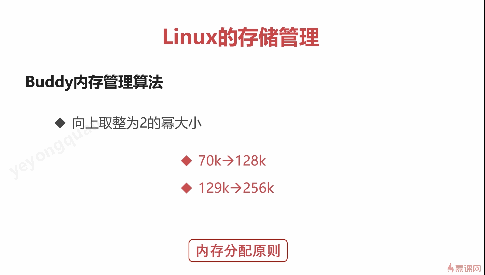 Linux的存储管理
Buddy内存管理算法
◆ 向上取整为2的幂大小
◆ 70k→128k
◆ 129k→256k
内存分配原则
慕课网